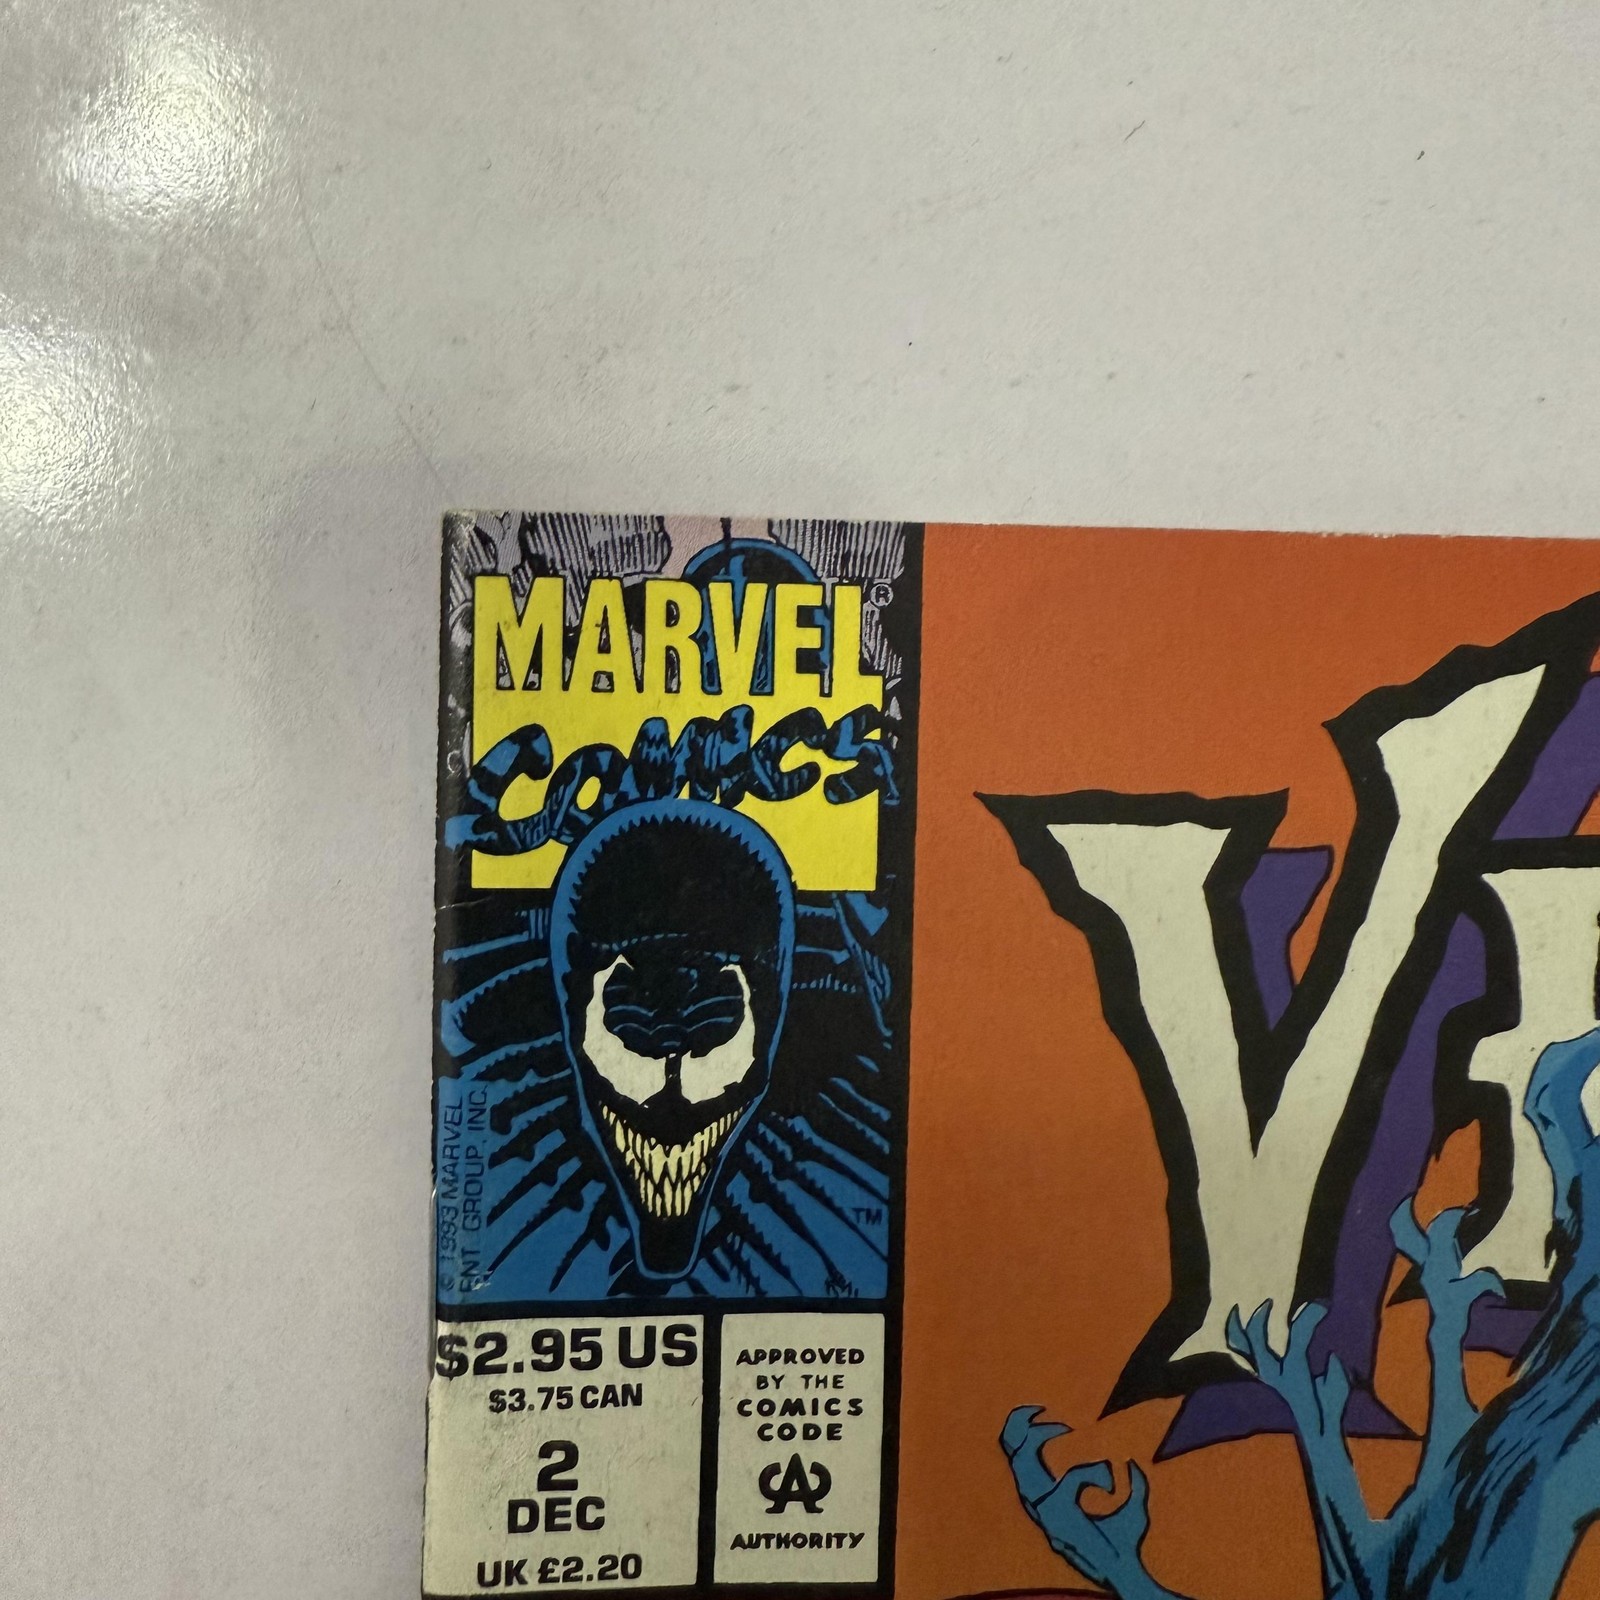 MARVEL®
COMICS
© 1993 MARVEL
ENT. GROUP, INC.
TM
$2.95 US
$3.75 CAN
2
DEC
UK £2.20
APPROVED
BY THE
COMICS
CODE
AUTHORITY
VE